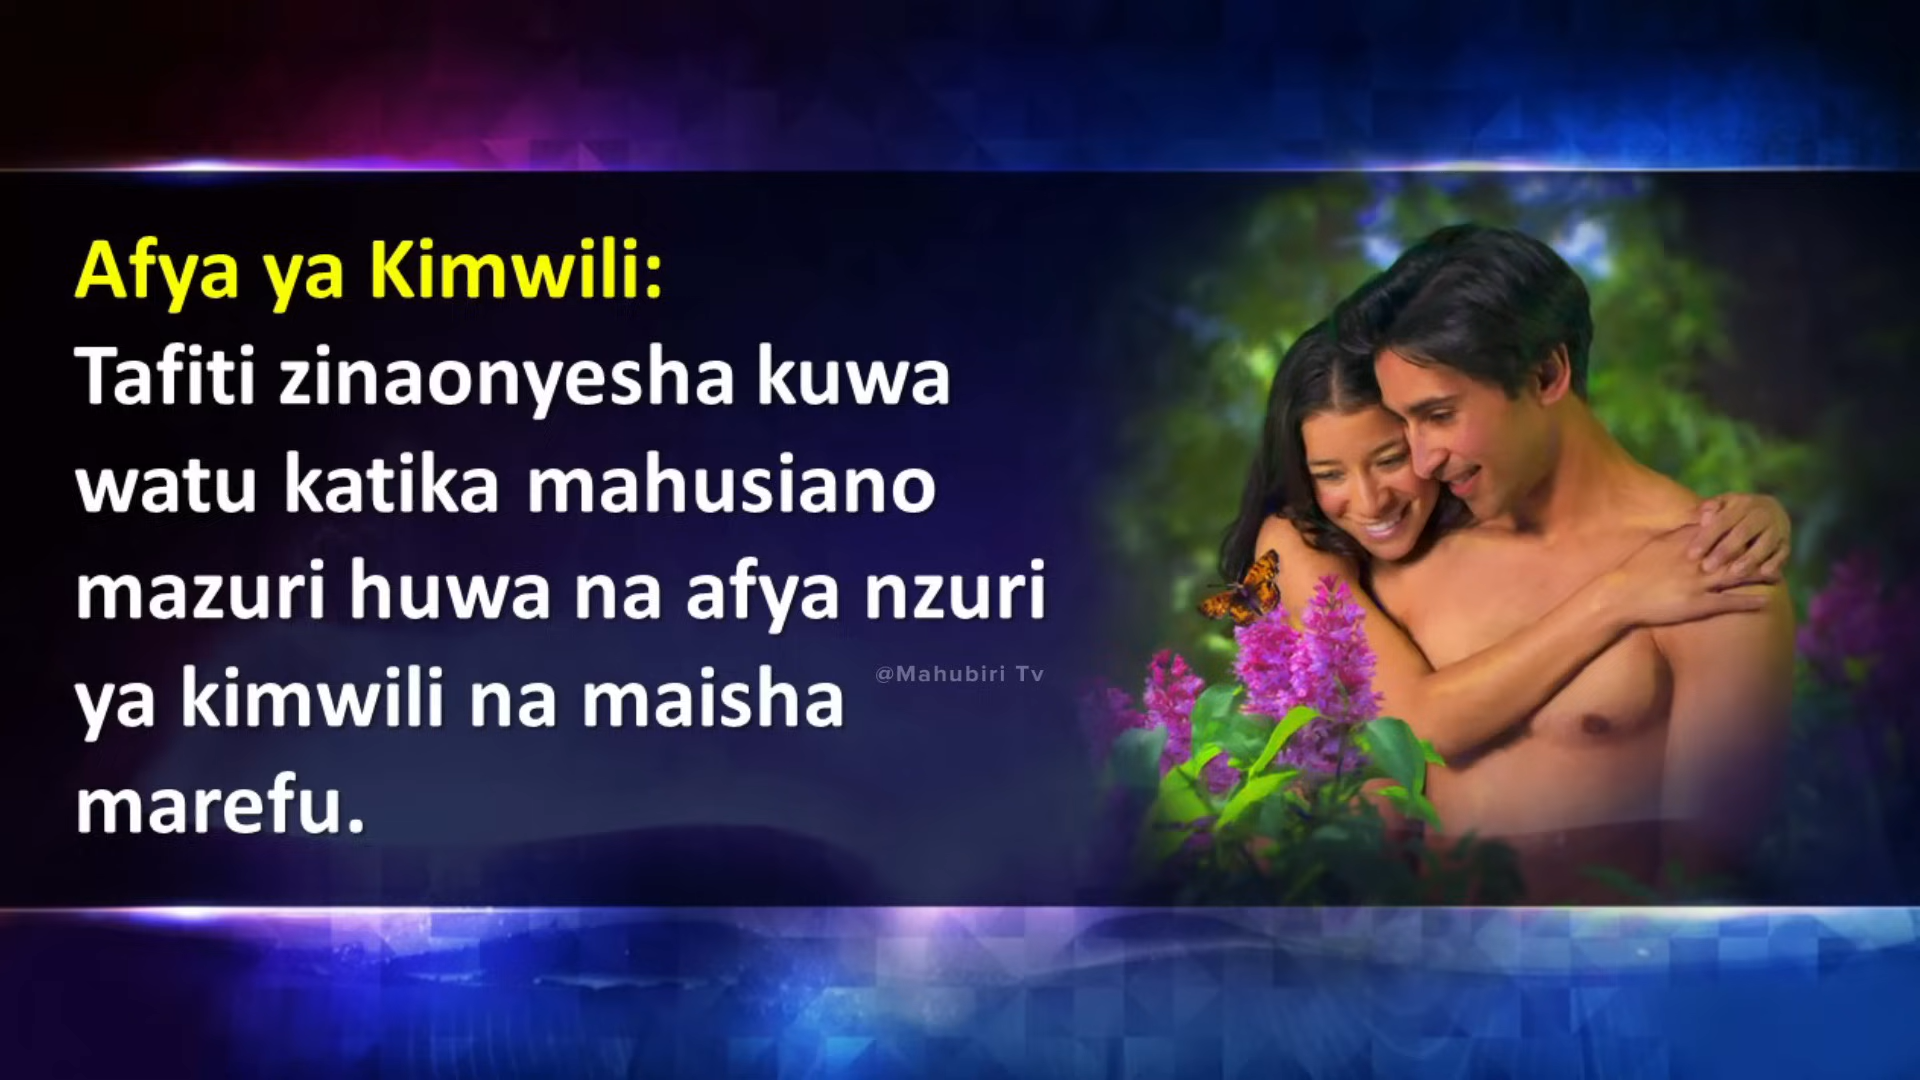 Afya ya Kimwili:
Tafiti zinaonyesha kuwa
watu katika mahusiano
mazuri huwa na afya nzuri
ya kimwili na maisha
marefu.
@Mahubiri Tv